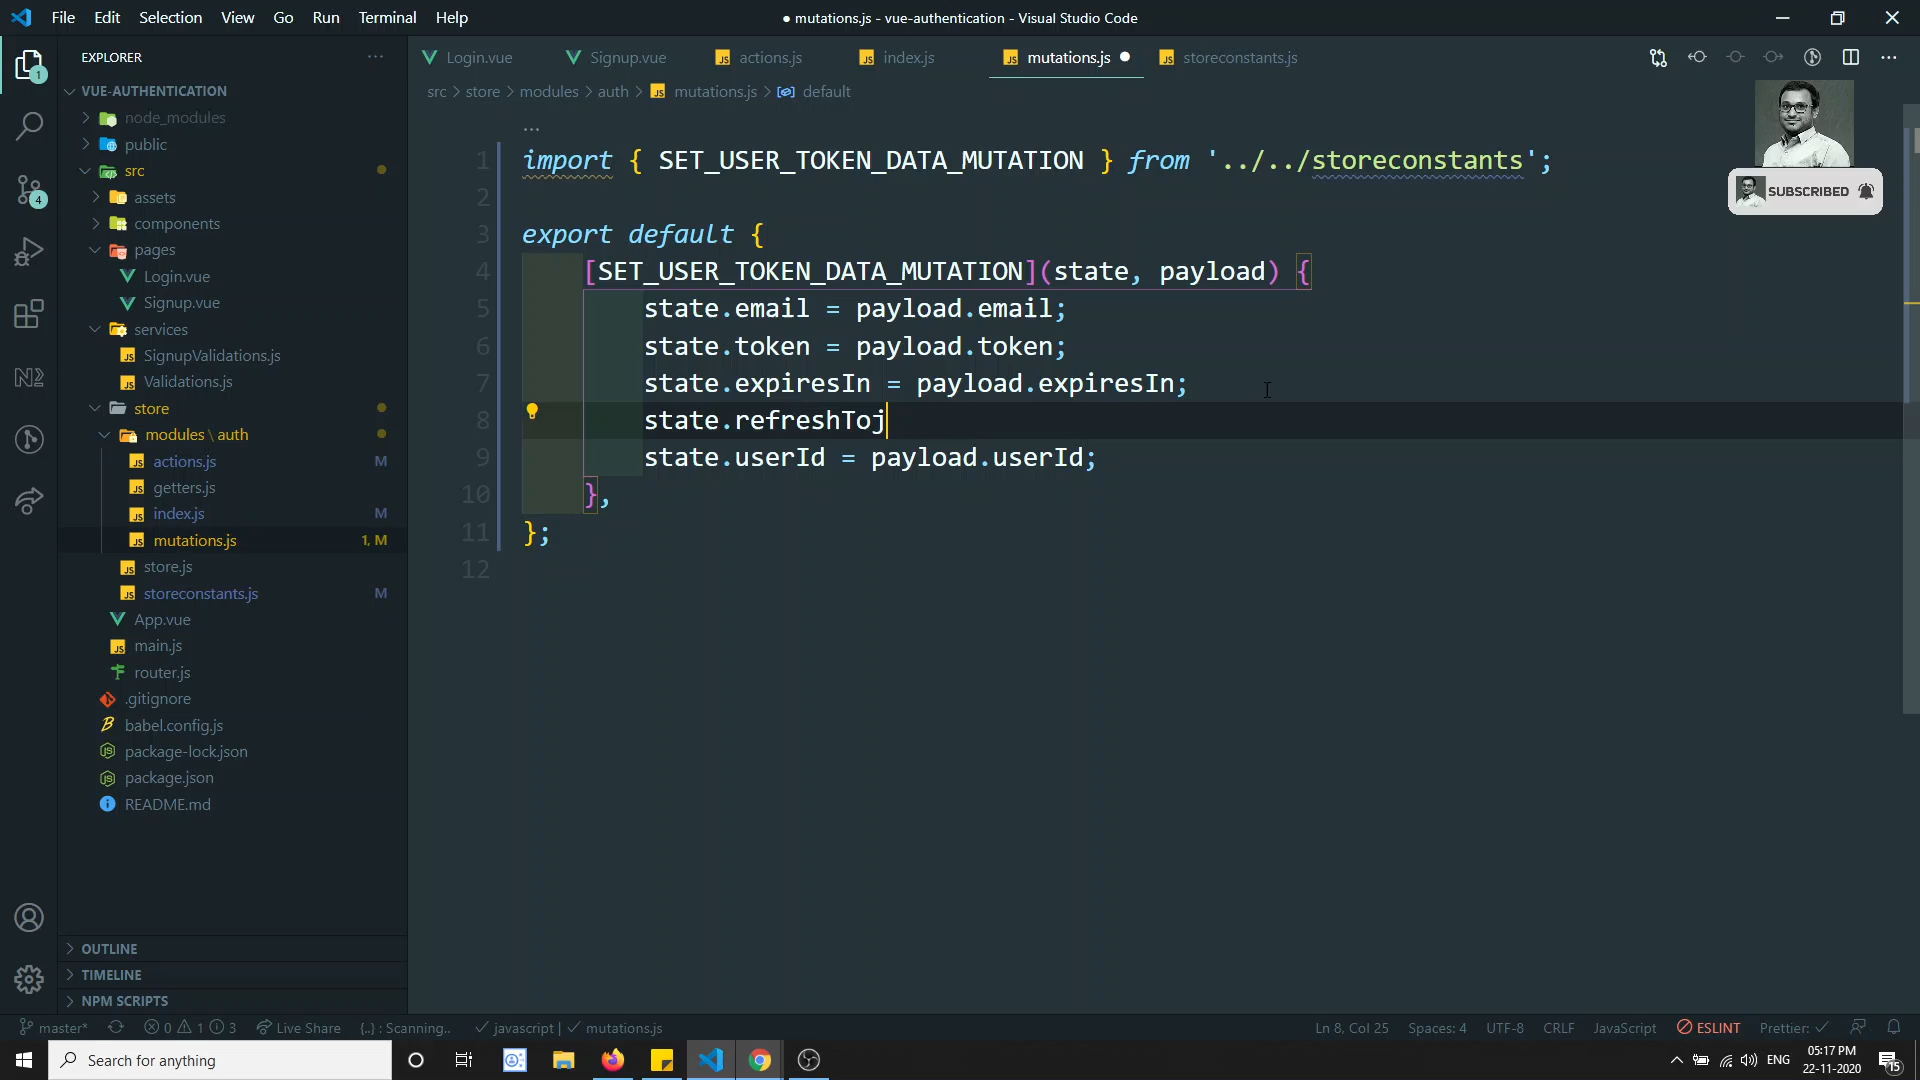 File Edit Selection View Go Run Terminal Help
● mutations.js - vue-authentication - Visual Studio Code
EXPLORER
VUE-AUTHENTICATION
node_modules
public
src
assets
components
pages
Login.vue
Signup.vue
services
SignupValidations.js
Validations.js
store
modules \ auth
actions.js M
getters.js
index.js M
mutations.js 1, M
store.js
storeconstants.js M
App.vue
main.js
router.js
.gitignore
babel.config.js
package-lock.json
package.json
README.md
OUTLINE
TIMELINE
NPM SCRIPTS
1
4
Login.vue Signup.vue actions.js index.js mutations.js storeconstants.js
src > store > modules > auth > mutations.js > default
SUBSCRIBED
...
1 import { SET_USER_TOKEN_DATA_MUTATION } from '../../storeconstants';
2
3 export default {
4 [SET_USER_TOKEN_DATA_MUTATION](state, payload) {
5 state.email = payload.email;
6 state.token = payload.token;
7 state.expiresIn = payload.expiresIn;
8 state.refreshToj
9 state.userId = payload.userId;
10 },
11 };
12
master* 0 1 3 Live Share {..} : Scanning.. javascript | mutations.js
Ln 8, Col 25 Spaces: 4 UTF-8 CRLF JavaScript ESLINT Prettier:
Search for anything
ENG
05:17 PM
22-11-2020
15